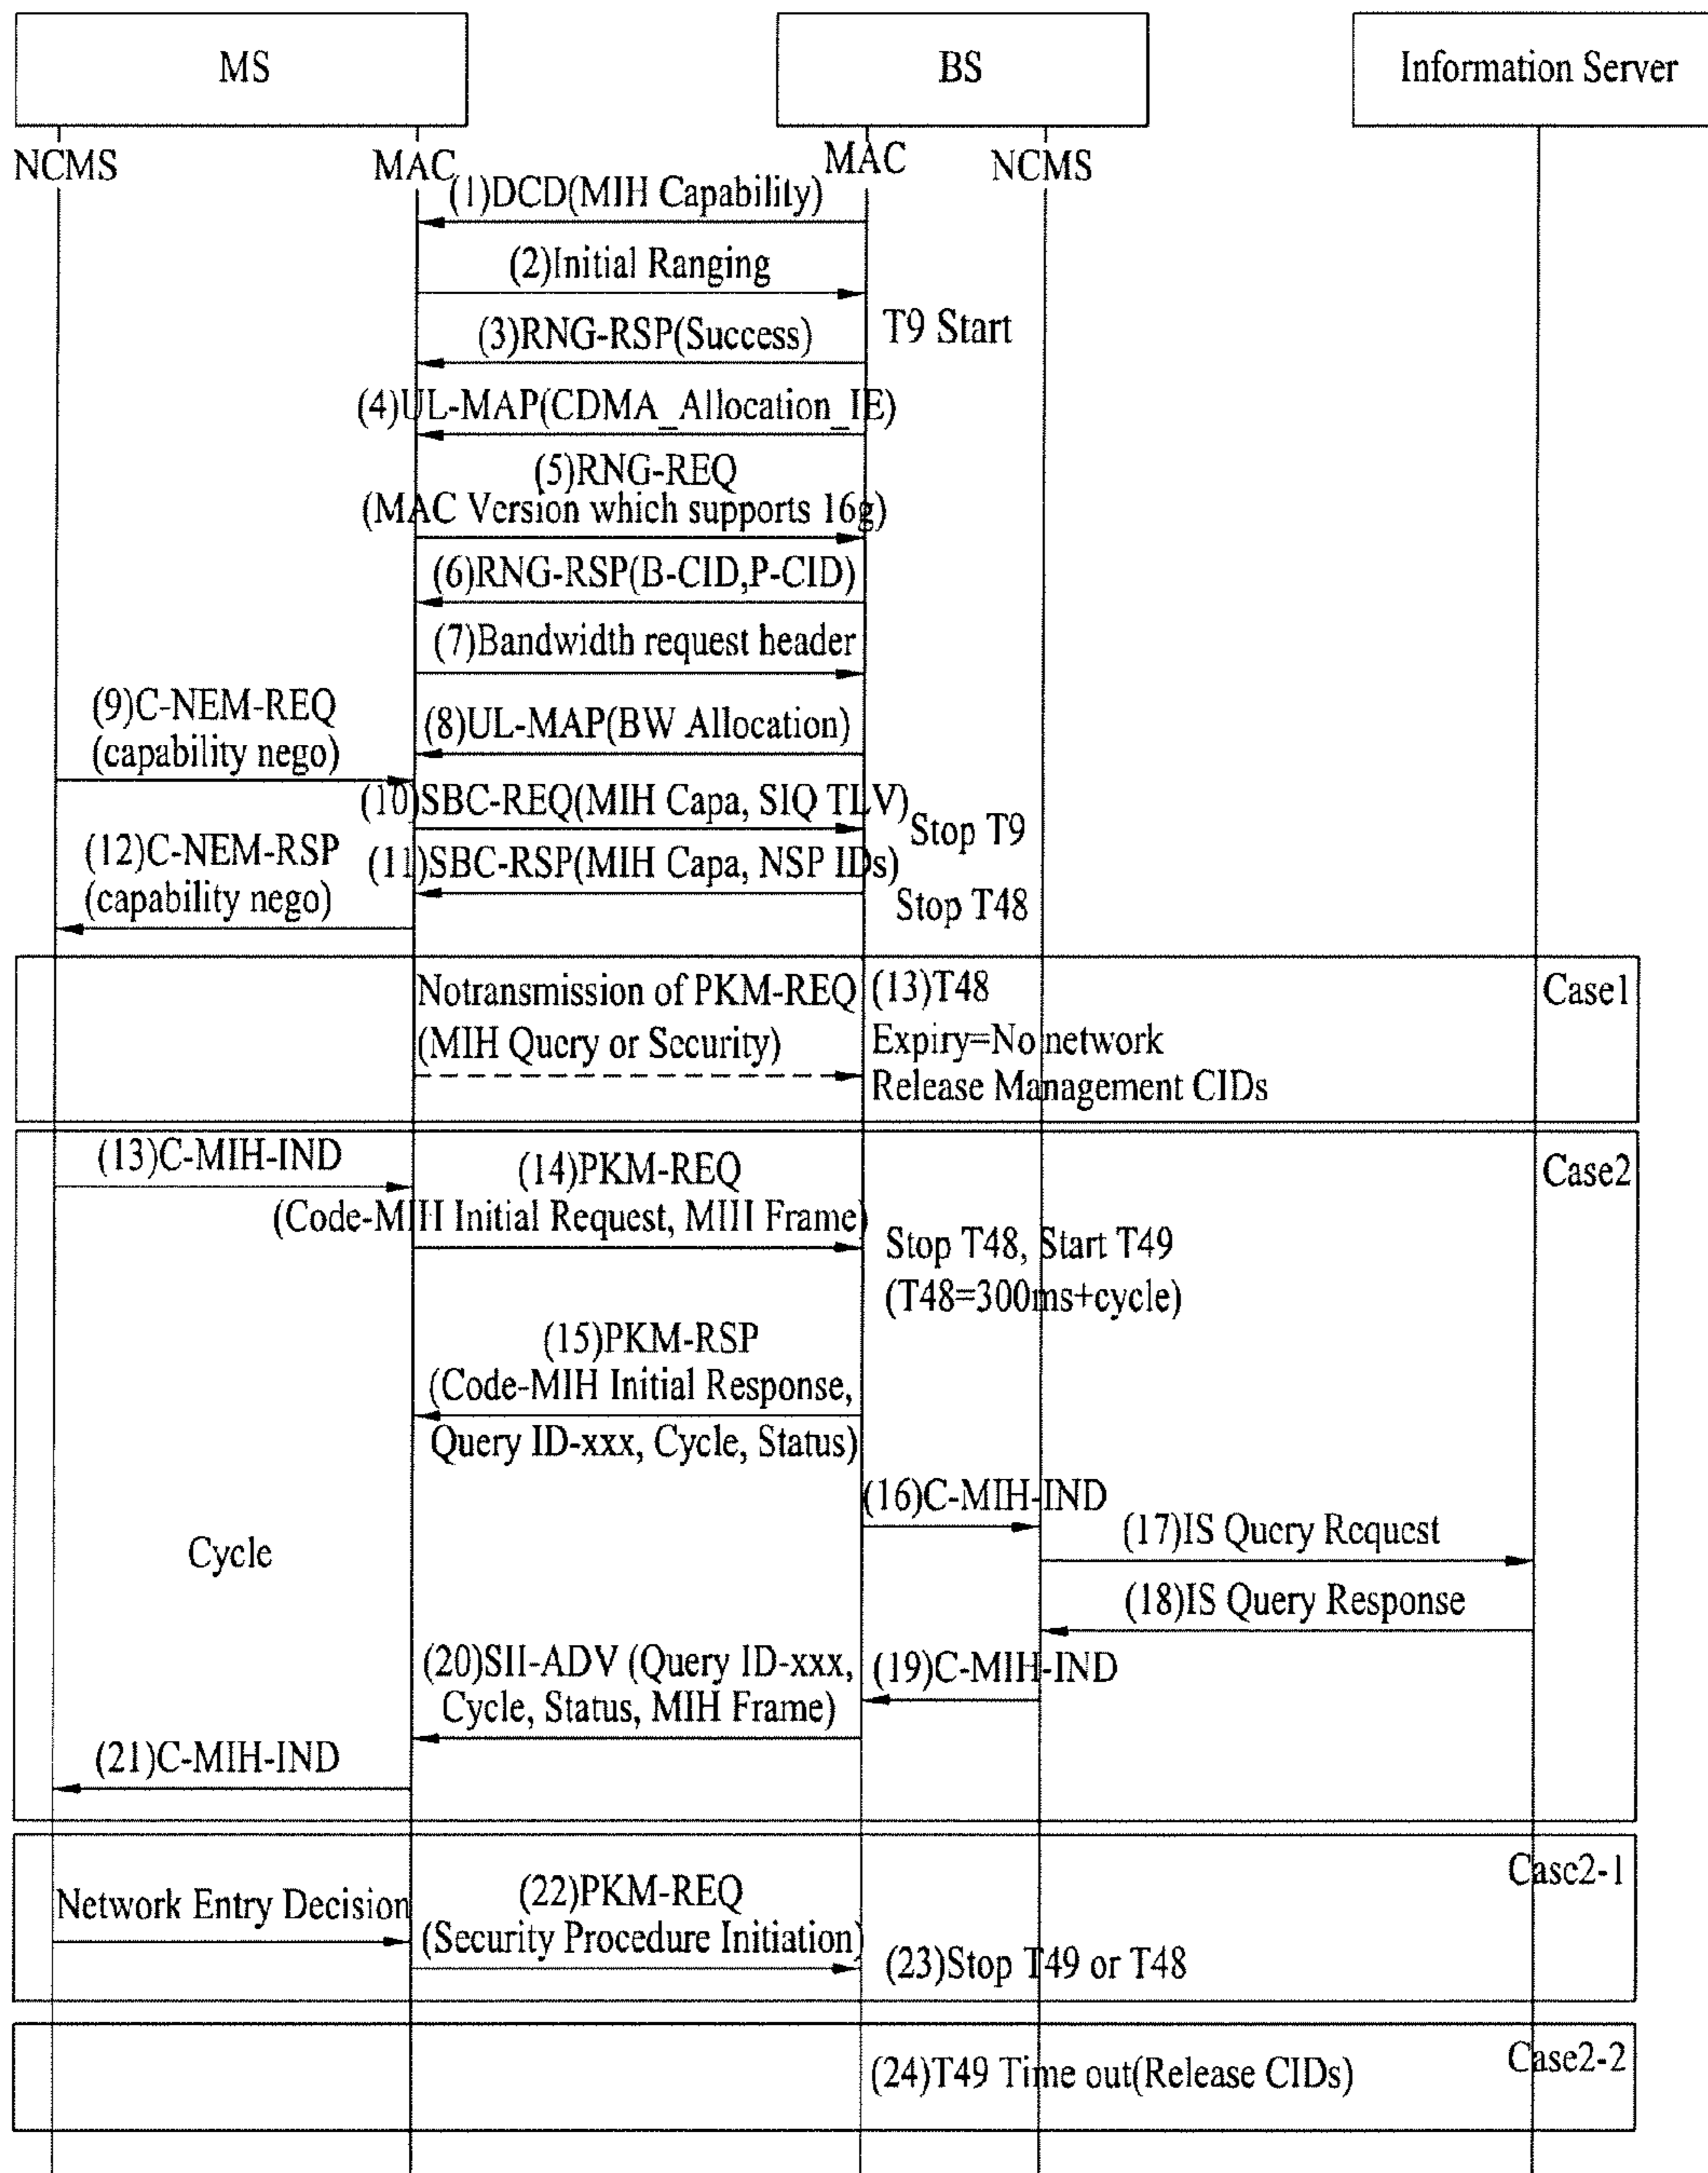 MS
BS
Information Server
NCMS
MAC
MAC
NCMS
(1)DCD(MIH Capability)
(2)Initial Ranging
T9 Start
(3)RNG-RSP(Success)
(4)UL-MAP(CDMA_Allocation_IE)
(5)RNG-REQ
(MAC Version which supports 16g)
(6)RNG-RSP(B-CID,P-CID)
(7)Bandwidth request header
(9)C-NEM-REQ
(capability nego)
(8)UL-MAP(BW Allocation)
(10)SBC-REQ(MIH Capa, SIQ TLV)
Stop T9
(12)C-NEM-RSP
(capability nego)
(11)SBC-RSP(MIH Capa, NSP IDs)
Stop T48
Case1
Notransmission of PKM-REQ
(MIH Query or Security)
(13)T48
Expiry=No network
Release Management CIDs
Case2
(13)C-MIH-IND
(14)PKM-REQ
(Code-MIH Initial Request, MIH Frame)
Stop T48, Start T49
(T48=300ms+cycle)
(15)PKM-RSP
(Code-MIH Initial Response,
Query ID-xxx, Cycle, Status)
(16)C-MIH-IND
(17)IS Query Request
Cycle
(18)IS Query Response
(20)SII-ADV (Query ID-xxx,
Cycle, Status, MIH Frame)
(19)C-MIH-IND
(21)C-MIH-IND
Case2-1
Network Entry Decision
(22)PKM-REQ
(Security Procedure Initiation)
(23)Stop T49 or T48
Case2-2
(24)T49 Time out(Release CIDs)